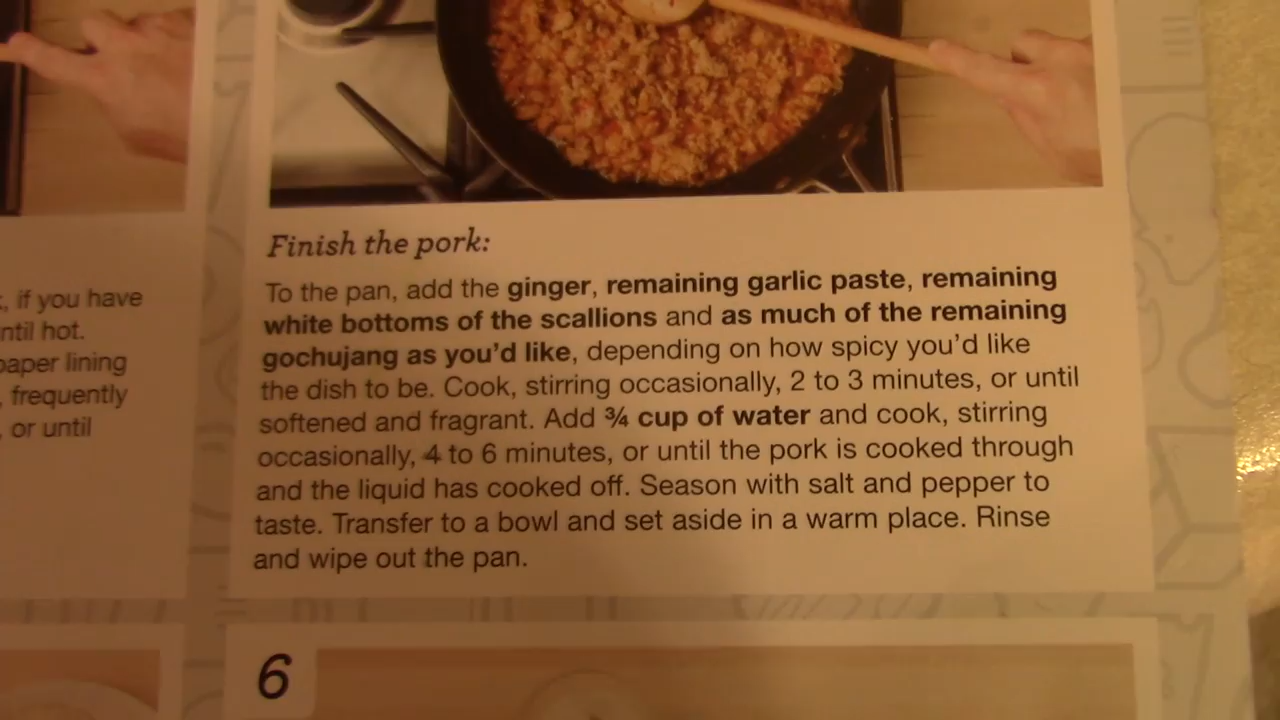 , if you have
ntil hot.
paper lining
, frequently
, or until
Finish the pork:
To the pan, add the ginger, remaining garlic paste, remaining
white bottoms of the scallions and as much of the remaining
gochujang as you'd like, depending on how spicy you'd like
the dish to be. Cook, stirring occasionally, 2 to 3 minutes, or until
softened and fragrant. Add ¾ cup of water and cook, stirring
occasionally, 4 to 6 minutes, or until the pork is cooked through
and the liquid has cooked off. Season with salt and pepper to
taste. Transfer to a bowl and set aside in a warm place. Rinse
and wipe out the pan.
6